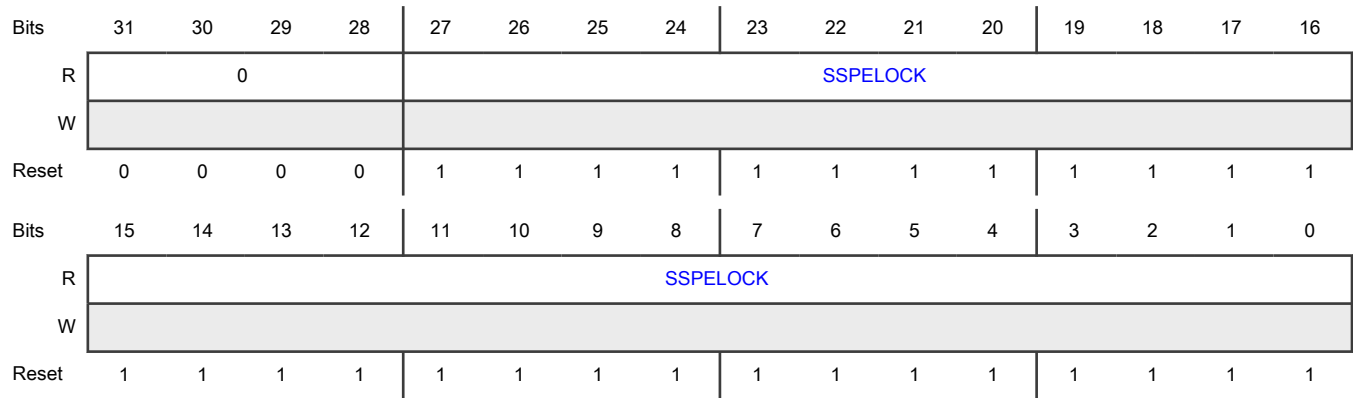 Bits 31 30 29 28 27 26 25 24 23 22 21 20 19 18 17 16
R 0 SSPELOCK
W
Reset 0 0 0 0 1 1 1 1 1 1 1 1 1 1 1 1
Bits 15 14 13 12 11 10 9 8 7 6 5 4 3 2 1 0
R SSPELOCK
W
Reset 1 1 1 1 1 1 1 1 1 1 1 1 1 1 1 1